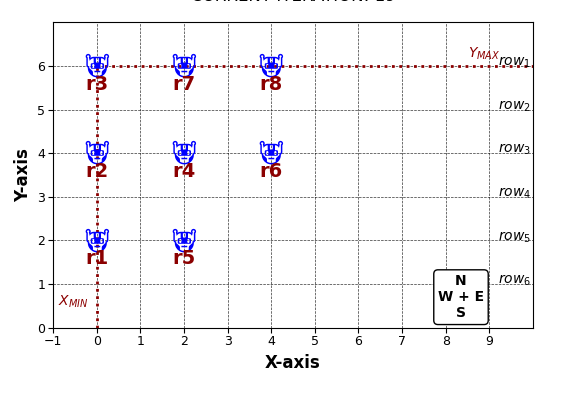 Y_MAX row_1
6
r3 r7 r8
row_2
5
row_3
4
r2 r4 r6
row_4
3
row_5
2
r1 r5
row_6
1
N
W + E
S
X_MIN
0
-1 0 1 2 3 4 5 6 7 8 9
Y-axis
X-axis